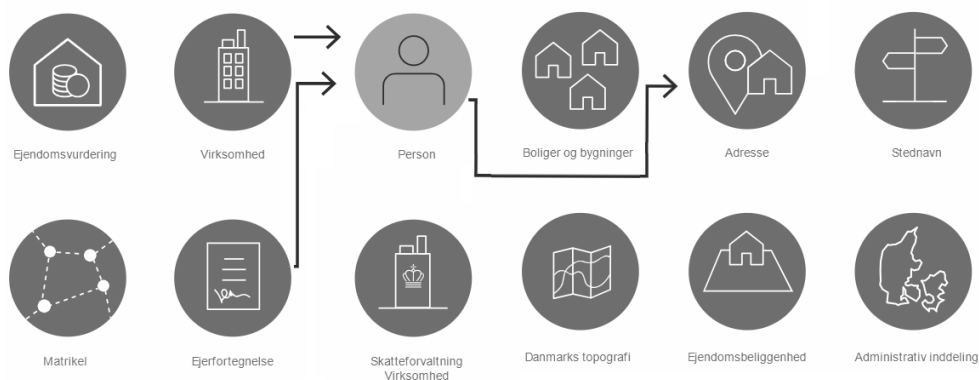 Ejendomsvurdering
Virksomhed
Person
Boliger og bygninger
Adresse
Stednavn
Matrikel
Ejerfortegnelse
Skatteforvaltning
Virksomhed
Danmarks topografi
Ejendomsbeliggenhed
Administrativ inddeling